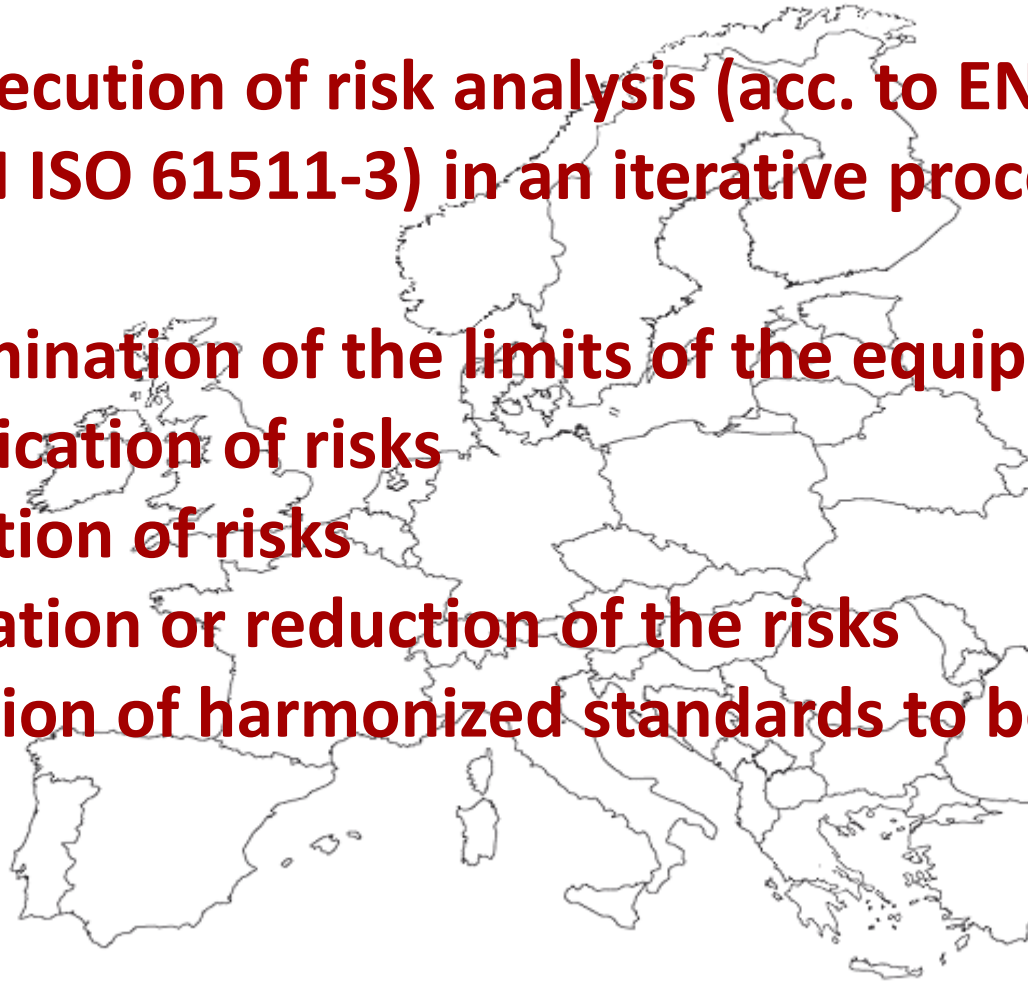 ecution of risk analysis (acc. to EN
ISO 61511-3) in an iterative proc
mination of the limits of the equip
ication of risks
tion of risks
ation or reduction of the risks
ion of harmonized standards to b